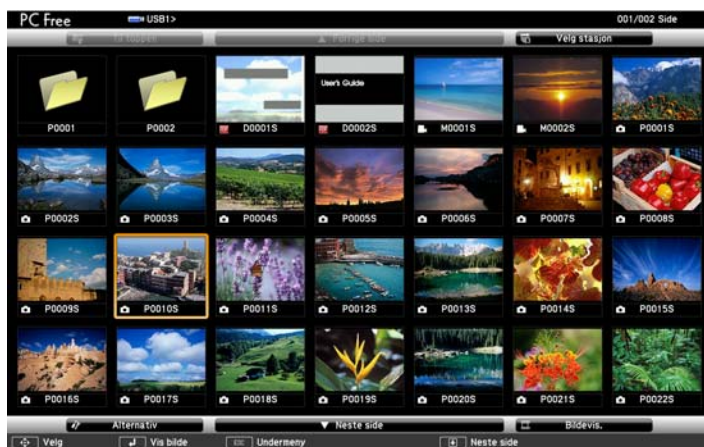 PC Free USB1> 001/002 Side
Til toppen ▲ Forrige side Velg stasjon
P0001 P0002 D0001S D0002S M0001S M0002S P0001S
User's Guide
P0002S P0003S P0004S P0005S P0006S P0007S P0008S
P0009S P0010S P0011S P0012S P0013S P0014S P0015S
P0016S P0017S P0018S P0019S P0020S P0021S P0022S
Alternativ ▼ Neste side Bildevis.
Velg Vis bilde ESC Undermeny Neste side